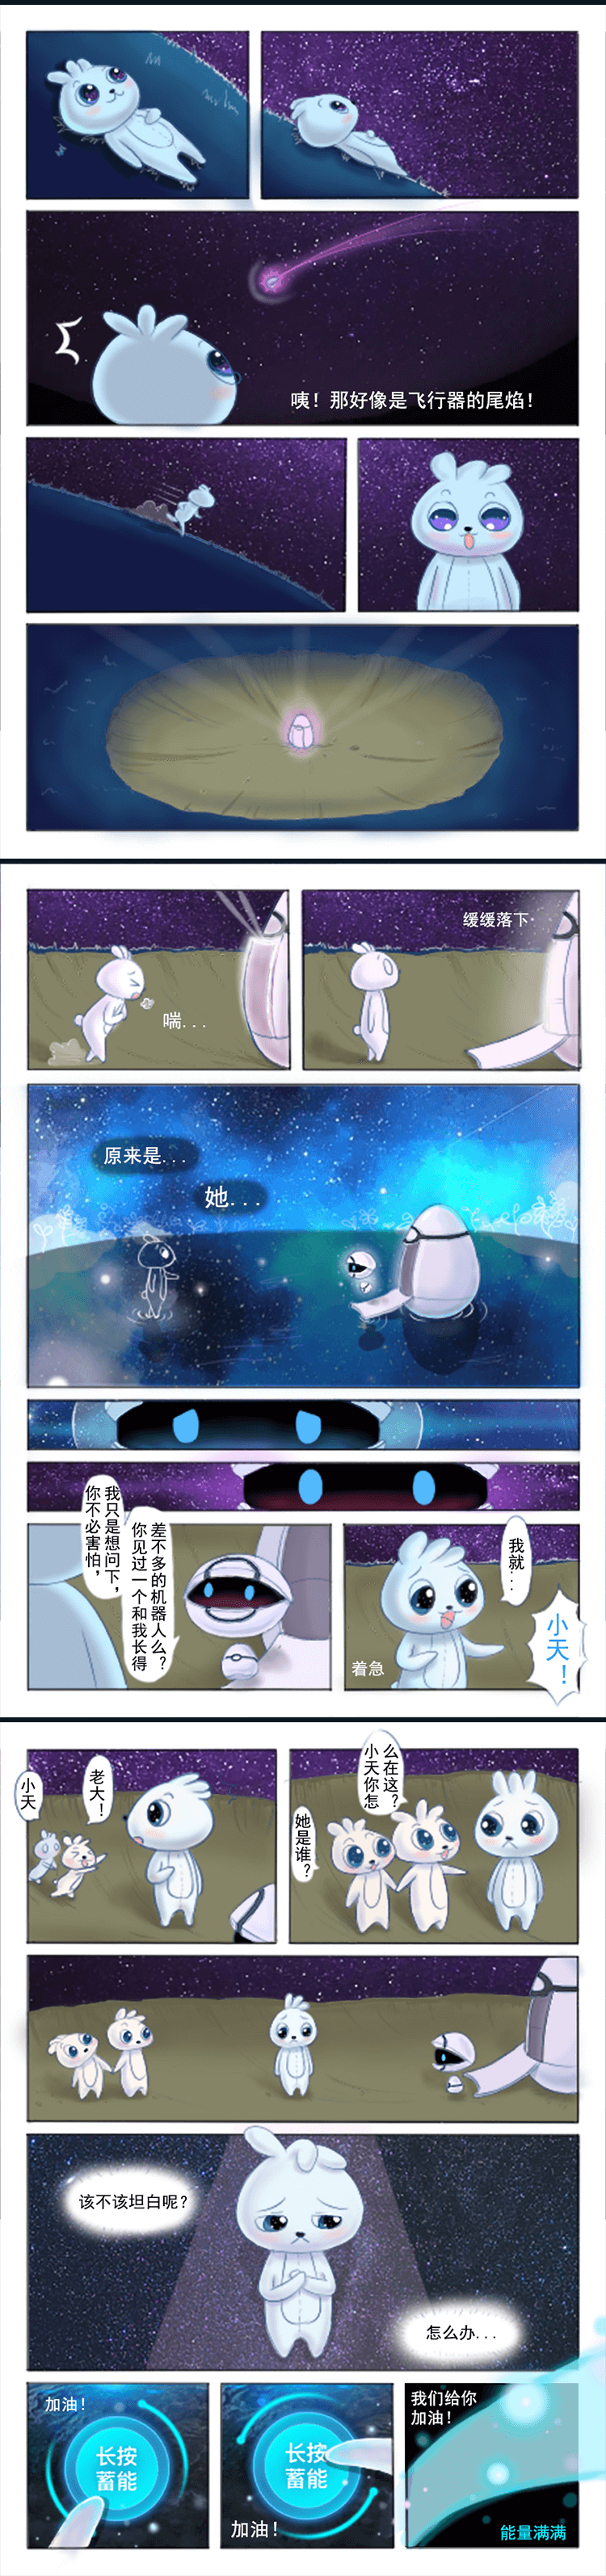 咦！那好像是飞行器的尾焰！
喘...
缓缓落下
原来是...
她...
我只是想问下，
你不必害怕，
差不多的机器人么？
你见过一个和我长得
我就...
小天！
着急
小天
老大！
么在这？
小天你怎
她是谁？
该不该坦白呢？
怎么办...
加油！
长按
蓄能
长按
蓄能
加油！
我们给你
加油！
能量满满